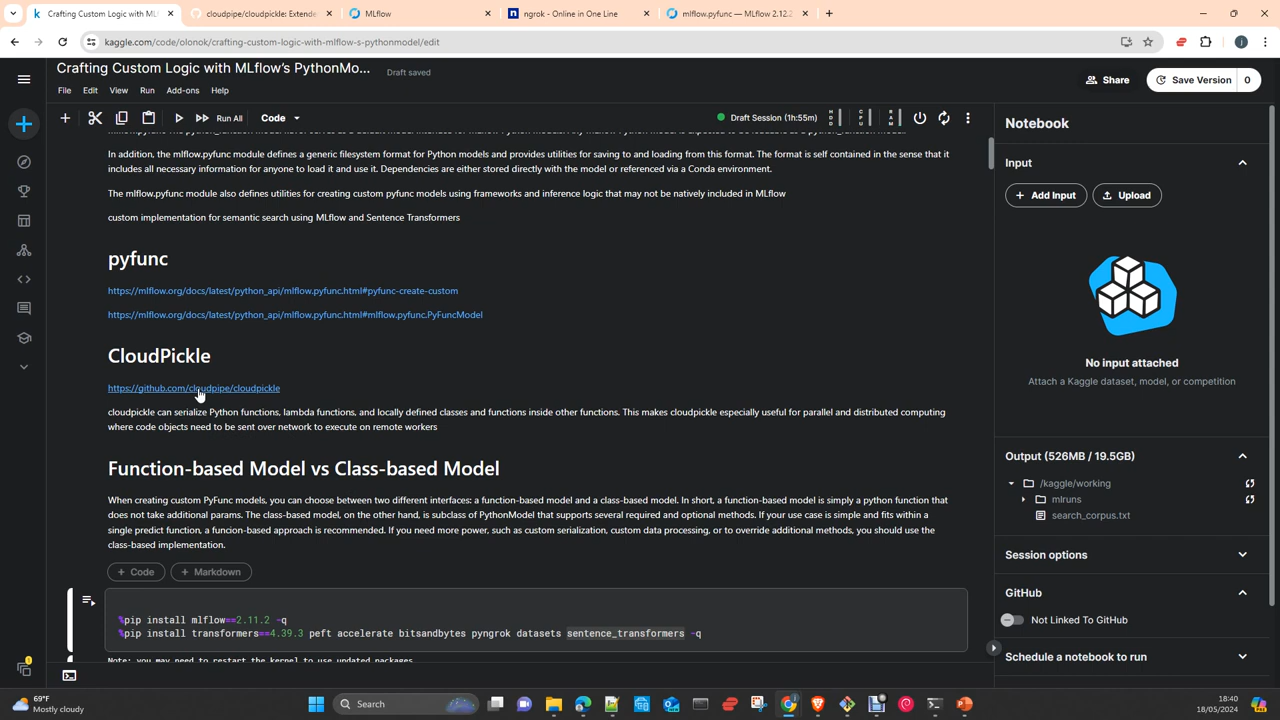 Crafting Custom Logic with ML
cloudpipe/cloudpickle: Extende
MLflow
ngrok - Online in One Line
mlflow.pyfunc — MLflow 2.12.2
kaggle.com/code/olonok/crafting-custom-logic-with-mlflow-s-pythonmodel/edit
Crafting Custom Logic with MLflow's PythonMo...
Draft saved
Share
Save Version
0
File
Edit
View
Run
Add-ons
Help
Run All
Code
Draft Session (1h:55m)
HDD
CPU
RAM
Notebook
In addition, the mlflow.pyfunc module defines a generic filesystem format for Python models and provides utilities for saving to and loading from this format. The format is self contained in the sense that it
includes all necessary information for anyone to load it and use it. Dependencies are either stored directly with the model or referenced via a Conda environment.
The mlflow.pyfunc module also defines utilities for creating custom pyfunc models using frameworks and inference logic that may not be natively included in MLflow
custom implementation for semantic search using MLflow and Sentence Transformers
pyfunc
https://mlflow.org/docs/latest/python_api/mlflow.pyfunc.html#pyfunc-create-custom
https://mlflow.org/docs/latest/python_api/mlflow.pyfunc.html#mlflow.pyfunc.PyFuncModel
CloudPickle
https://github.com/cloudpipe/cloudpickle
cloudpickle can serialize Python functions, lambda functions, and locally defined classes and functions inside other functions. This makes cloudpickle especially useful for parallel and distributed computing
where code objects need to be sent over network to execute on remote workers
Function-based Model vs Class-based Model
When creating custom PyFunc models, you can choose between two different interfaces: a function-based model and a class-based model. In short, a function-based model is simply a python function that
does not take additional params. The class-based model, on the other hand, is subclass of PythonModel that supports several required and optional methods. If your use case is simple and fits within a
single predict function, a funcion-based approach is recommended. If you need more power, such as custom serialization, custom data processing, or to override additional methods, you should use the
class-based implementation.
+ Code
+ Markdown
%pip install mlflow==2.11.2 -q
%pip install transformers==4.39.3 peft accelerate bitsandbytes pyngrok datasets sentence_transformers -q
Note: you may need to restart the kernel to use updated packages.
Input
+ Add Input
Upload
No input attached
Attach a Kaggle dataset, model, or competition
Output (526MB / 19.5GB)
/kaggle/working
mlruns
search_corpus.txt
Session options
GitHub
Not Linked To GitHub
Schedule a notebook to run
69°F
Mostly cloudy
Search
18:40
18/05/2024